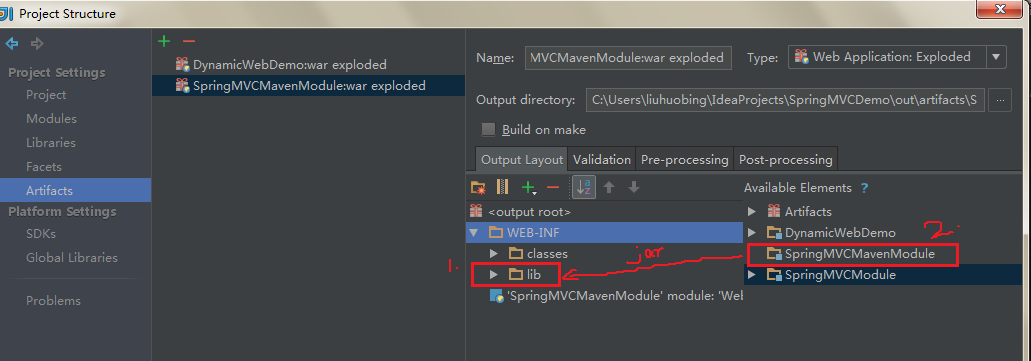 Project Structure
Project Settings
Project
Modules
Libraries
Facets
Artifacts
Platform Settings
SDKs
Global Libraries
Problems
DynamicWebDemo:war exploded
SpringMVCMavenModule:war exploded
Name: MVCMavenModule:war exploded Type: Web Application: Exploded
Output directory: C:\Users\liuhuobing\IdeaProjects\SpringMVCDemo\out\artifacts\S ...
Build on make
Output Layout Validation Pre-processing Post-processing
<output root>
WEB-INF
classes
1. lib
'SpringMVCMavenModule' module: 'Wel
jar
Available Elements ?
Artifacts
DynamicWebDemo
2.
SpringMVCMavenModule
SpringMVCModule